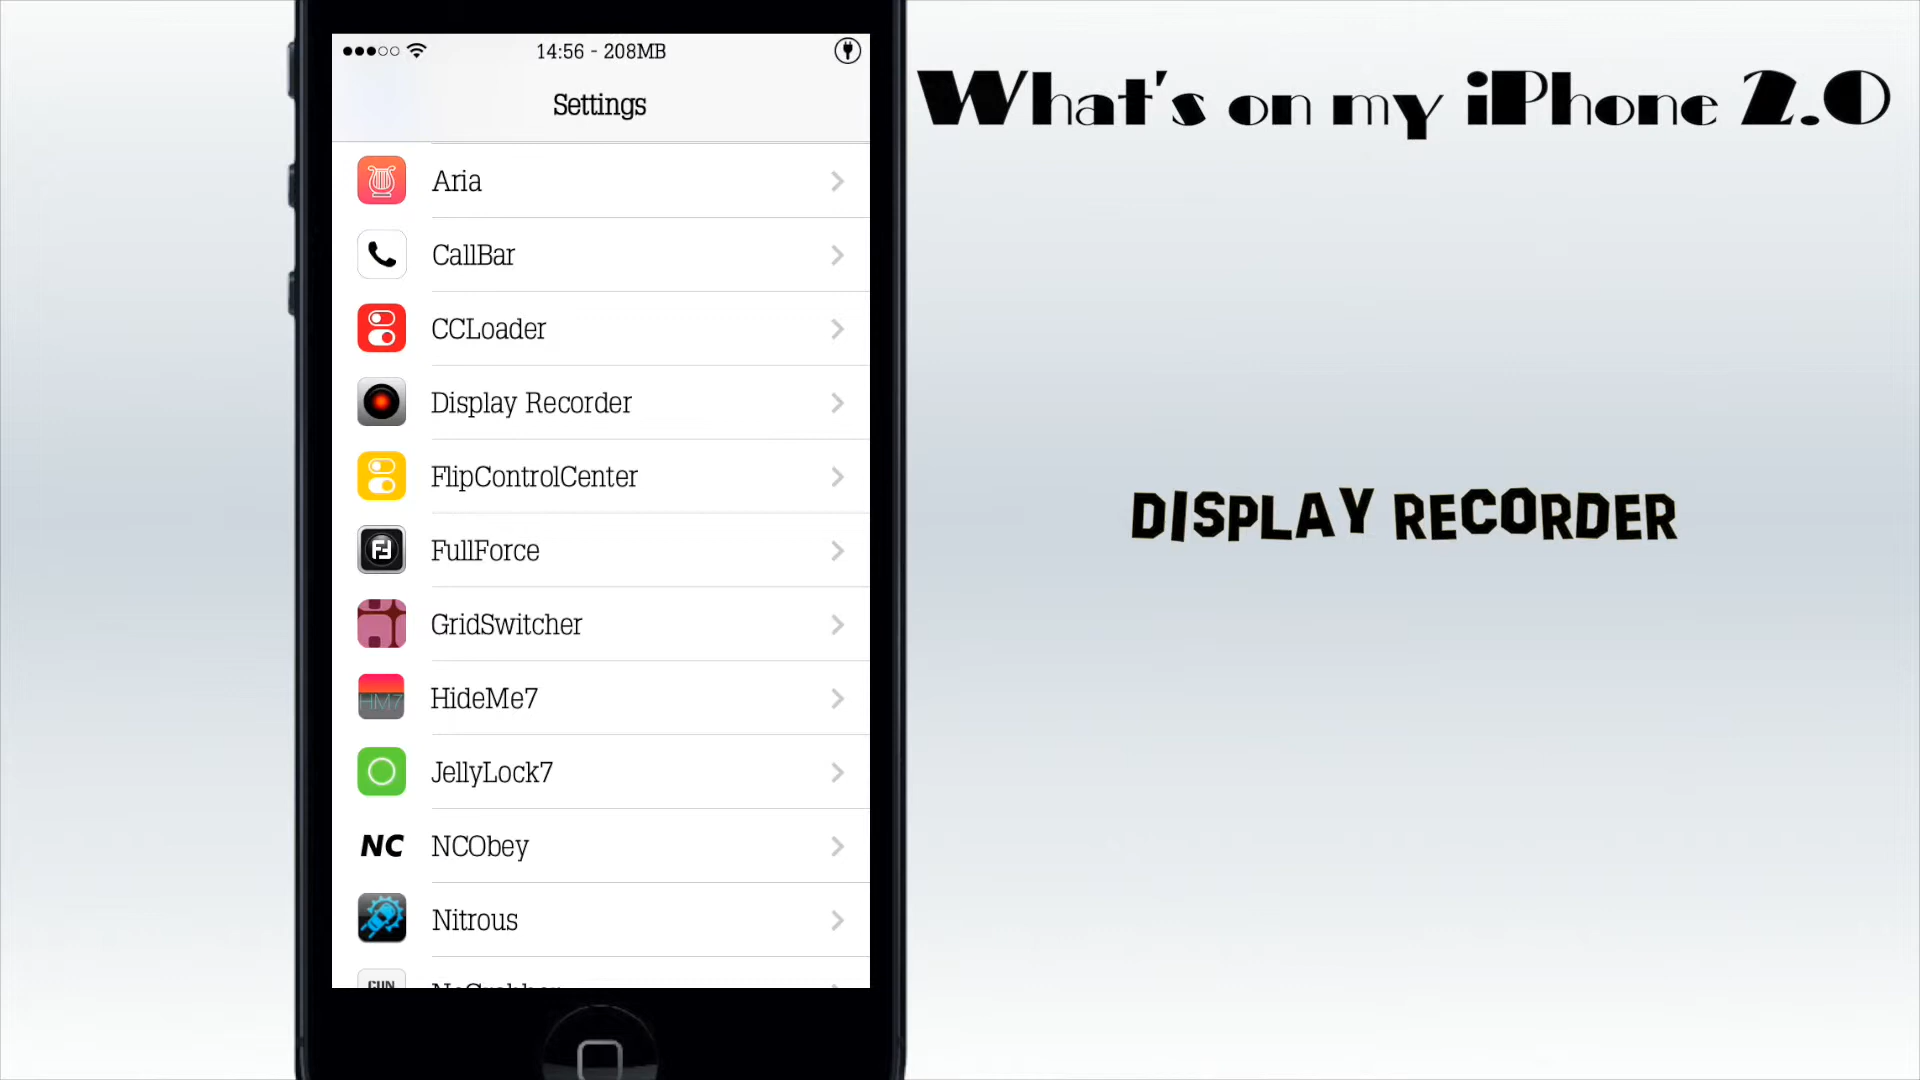 14:56 - 208MB
Settings
What's on my iPhone 2.0
Aria
CallBar
CCLoader
Display Recorder
FlipControlCenter
FullForce
GridSwitcher
HM7
HideMe7
JellyLock7
NC
NCObey
Nitrous
DISPLAY RECORDER